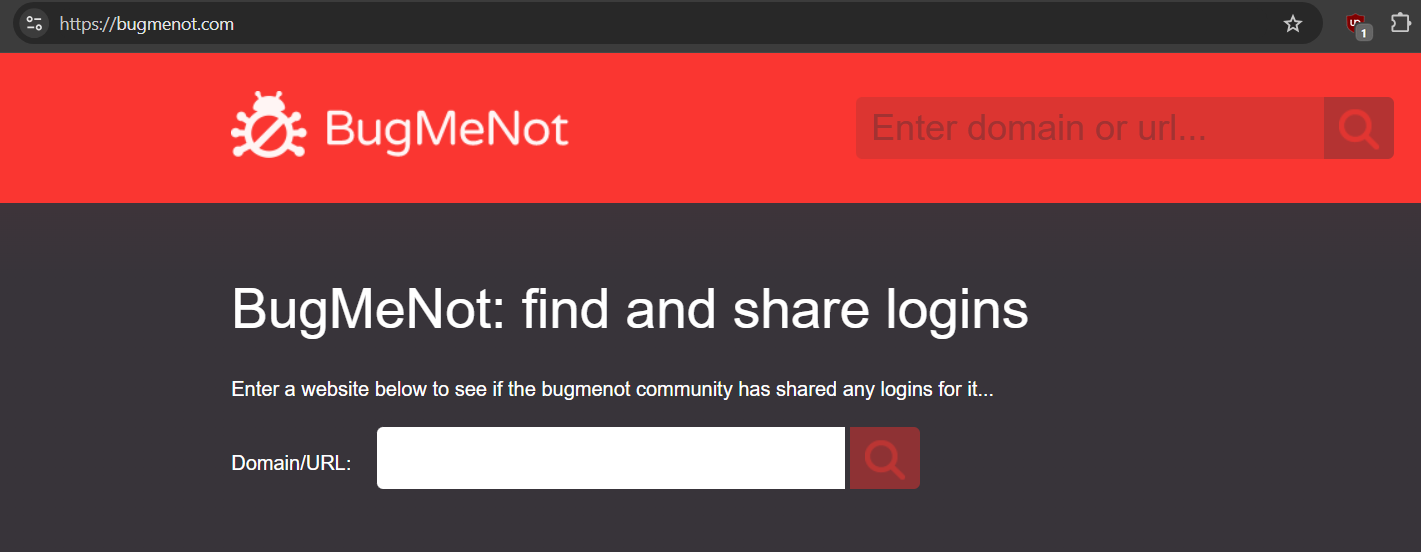 https://bugmenot.com
1
BugMeNot
Enter domain or url...
BugMeNot: find and share logins
Enter a website below to see if the bugmenot community has shared any logins for it...
Domain/URL: